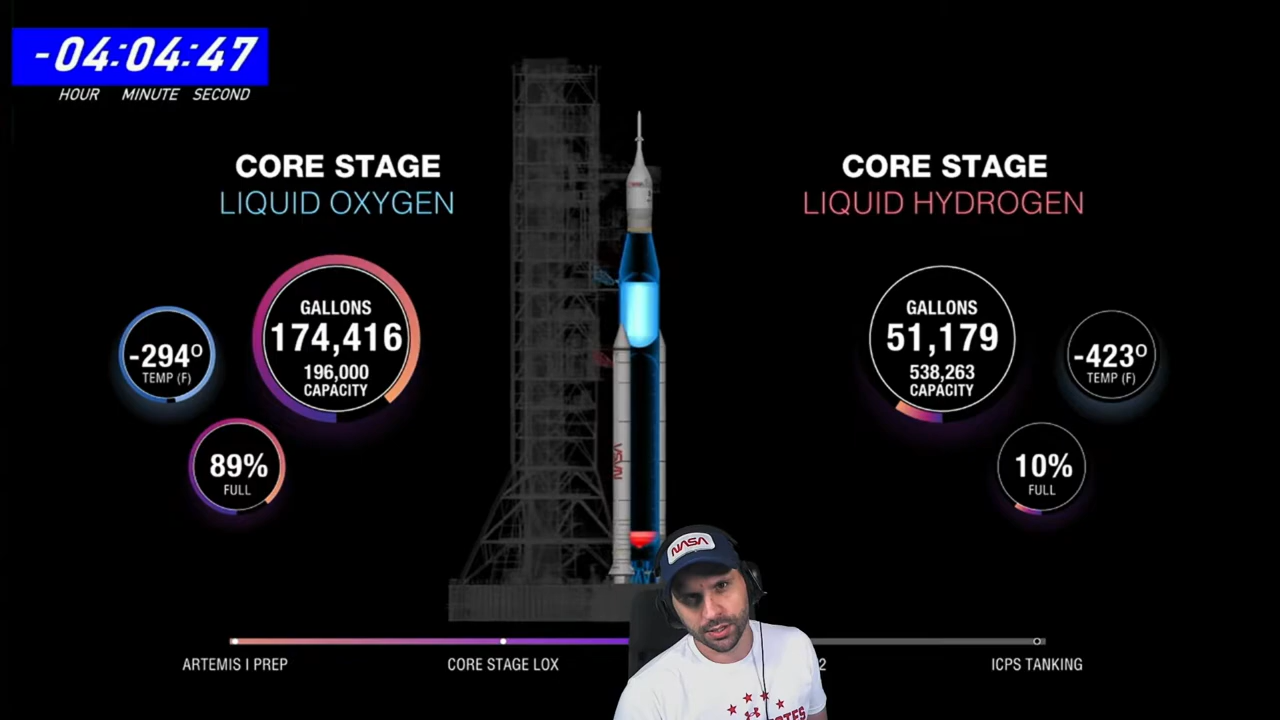 -04:04:47
HOUR MINUTE SECOND
CORE STAGE
LIQUID OXYGEN
GALLONS
174,416
196,000
CAPACITY
-294°
TEMP (F)
89%
FULL
CORE STAGE
LIQUID HYDROGEN
GALLONS
51,179
538,263
CAPACITY
-423°
TEMP (F)
10%
FULL
NASA
NASA
ARTEMIS I PREP
CORE STAGE LOX
2
ICPS TANKING